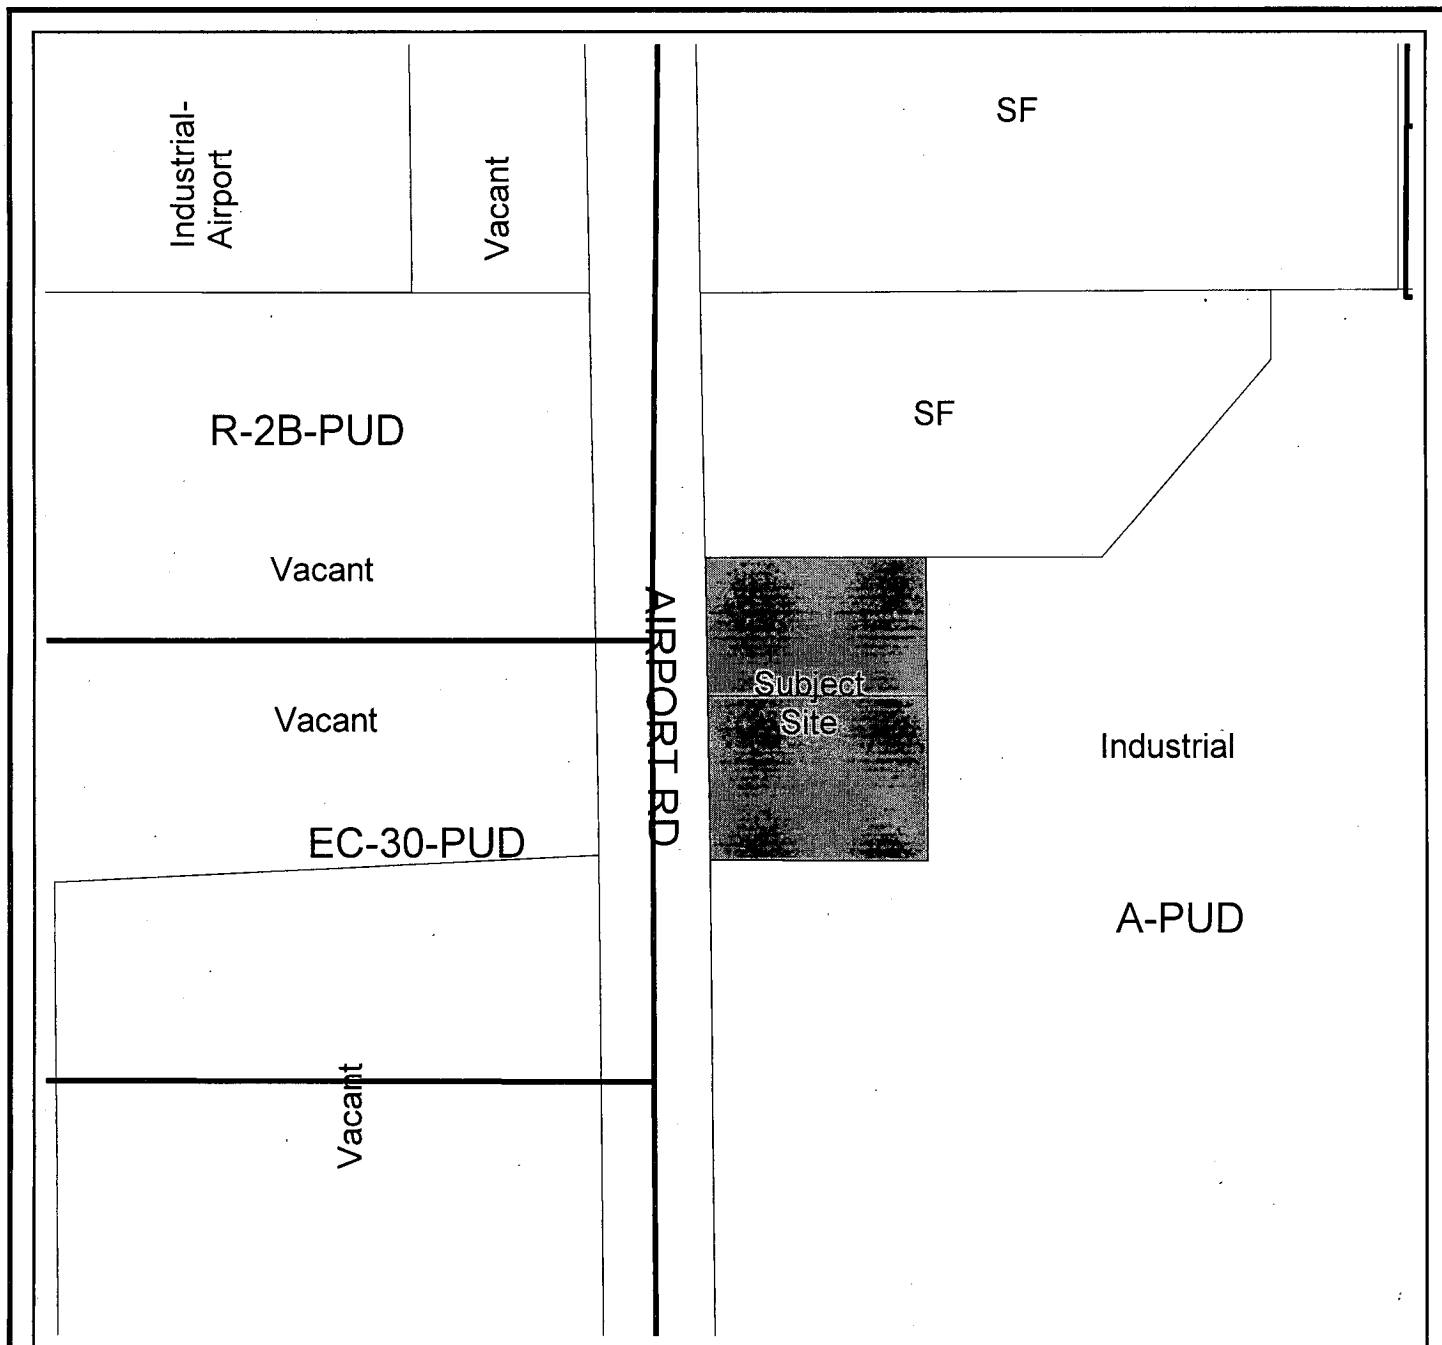 Industrial-
Airport
Vacant
SF
SF
R-2B-PUD
Vacant
AIRPORT RD
Subject
Site
Vacant
Industrial
EC-30-PUD
A-PUD
Vacant